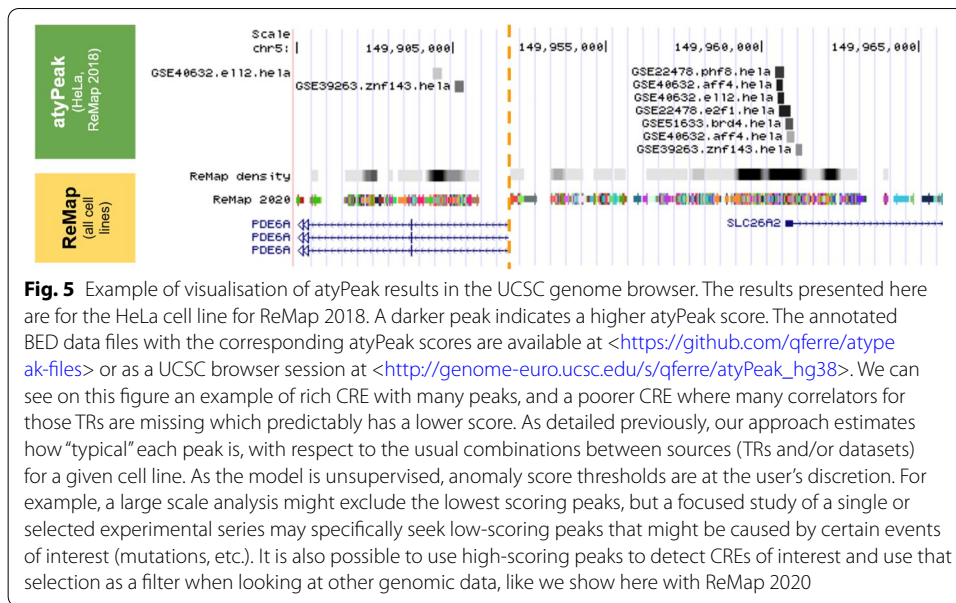 atyPeak
(HeLa,
ReMap 2018)
Scale
chr5:
149,905,000
149,955,000
149,960,000
149,965,000
GSE40632.ell2.hela
GSE39263.znf143.hela
GSE22478.phf8.hela
GSE40632.aff4.hela
GSE40632.ell2.hela
GSE22478.e2f1.hela
GSE51633.brd4.hela
GSE40632.aff4.hela
GSE39263.znf143.hela
ReMap
(all cell
lines)
ReMap density
ReMap 2020
PDE6A
PDE6A
PDE6A
SLC26A2
Fig. 5 Example of visualisation of atyPeak results in the UCSC genome browser. The results presented here
are for the HeLa cell line for ReMap 2018. A darker peak indicates a higher atyPeak score. The annotated
BED data files with the corresponding atyPeak scores are available at <https://github.com/qferre/atype
ak-files> or as a UCSC browser session at <http://genome-euro.ucsc.edu/s/qferre/atyPeak_hg38>. We can
see on this figure an example of rich CRE with many peaks, and a poorer CRE where many correlators for
those TRs are missing which predictably has a lower score. As detailed previously, our approach estimates
how "typical" each peak is, with respect to the usual combinations between sources (TRs and/or datasets)
for a given cell line. As the model is unsupervised, anomaly score thresholds are at the user's discretion. For
example, a large scale analysis might exclude the lowest scoring peaks, but a focused study of a single or
selected experimental series may specifically seek low-scoring peaks that might be caused by certain events
of interest (mutations, etc.). It is also possible to use high-scoring peaks to detect CREs of interest and use that
selection as a filter when looking at other genomic data, like we show here with ReMap 2020